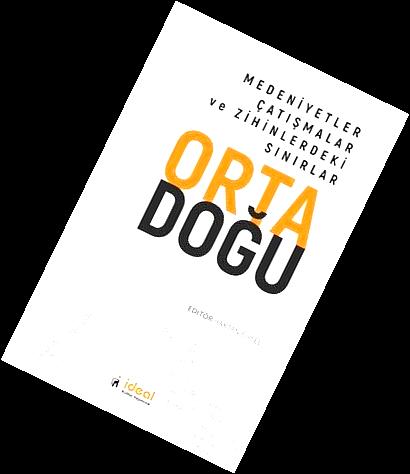 MEDENİYETLER
ÇATIŞMALAR
ve ZİHİNLERDEKİ
SINIRLAR
ORTA
DOĞU
EDİTÖR
ideal